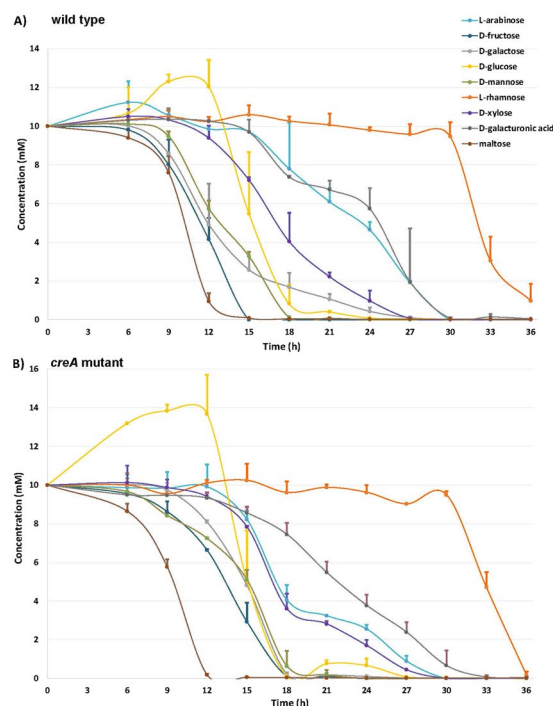 A) wild type
L-arabinose
D-fructose
D-galactose
D-glucose
D-mannose
L-rhamnose
D-xylose
D-galacturonic acid
maltose
Concentration (mM)
14
12
10
8
6
4
2
0
0 3 6 9 12 15 18 21 24 27 30 33 36
Time (h)
B) creA mutant
Concentration (mM)
16
14
12
10
8
6
4
2
0
0 3 6 9 12 15 18 21 24 27 30 33 36
Time (h)